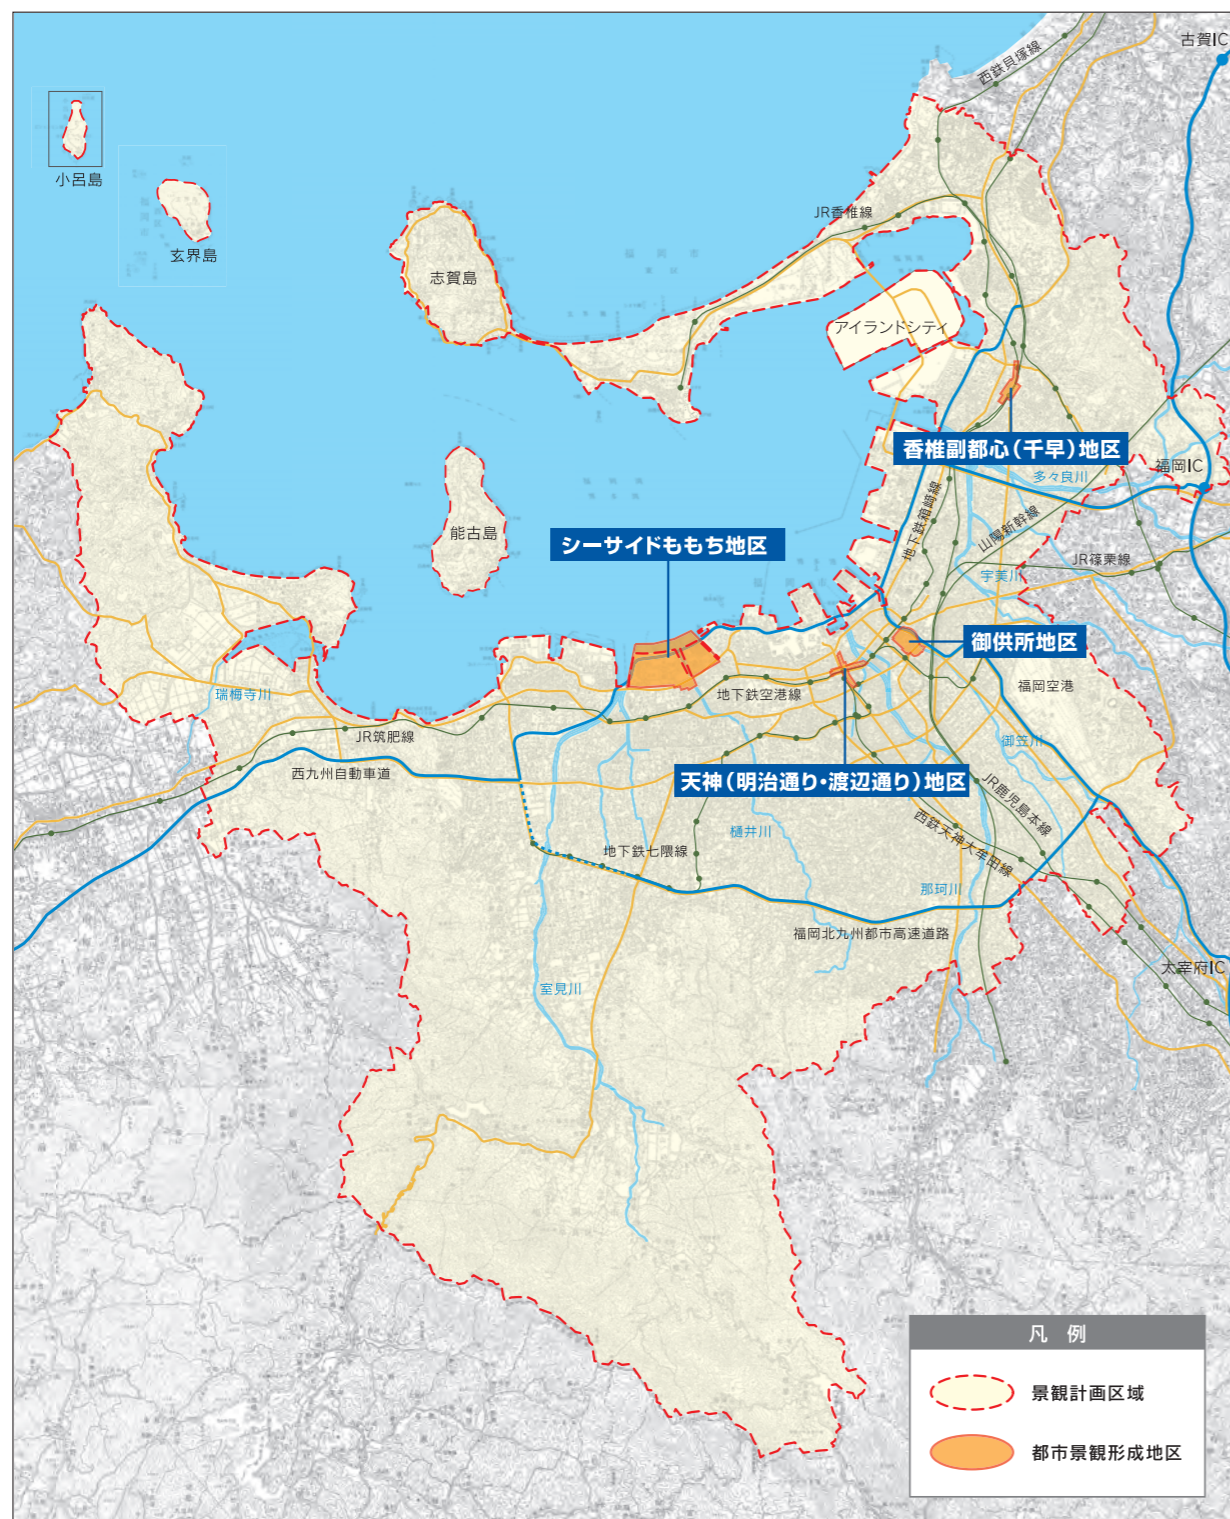 古賀IC
西鉄貝塚線
小呂島
玄界島
JR香椎線
志賀島
アイランドシティ
香椎副都心(千早)地区
福岡IC
多々良川
地下鉄箱崎線
山陽新幹線
能古島
シーサイドももち地区
JR篠栗線
宇美川
御供所地区
瑞梅寺川
地下鉄空港線
福岡空港
JR筑肥線
御笠川
西九州自動車道
天神(明治通り・渡辺通り)地区
JR鹿児島本線
樋井川
西鉄天神大牟田線
地下鉄七隈線
那珂川
福岡北九州都市高速道路
太宰府IC
室見川
凡 例
景観計画区域
都市景観形成地区